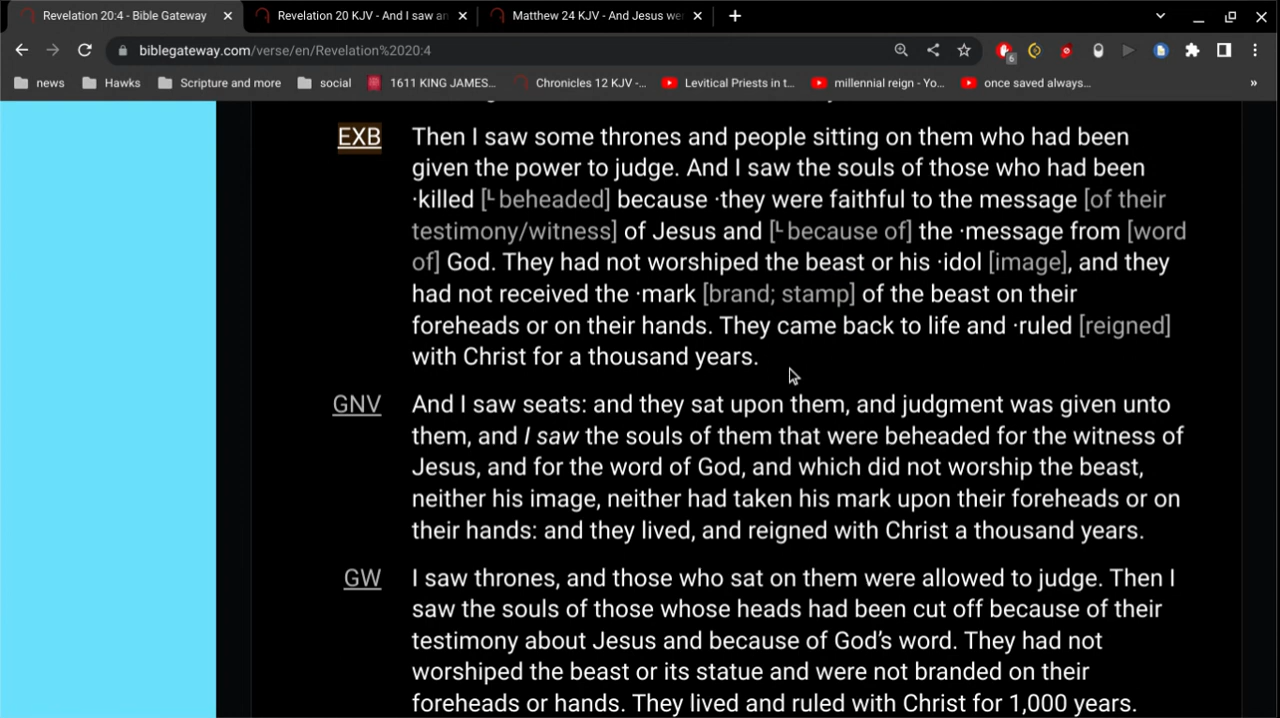 Revelation 20:4 - Bible Gateway
Revelation 20 KJV - And I saw an
Matthew 24 KJV - And Jesus we
biblegateway.com/verse/en/Revelation%2020:4
6
news
Hawks
Scripture and more
social
1611 KING JAMES...
Chronicles 12 KJV -...
Levitical Priests in t...
millennial reign - Yo...
once saved always...
»
EXB Then I saw some thrones and people sitting on them who had been
given the power to judge. And I saw the souls of those who had been
·killed [ᴸ beheaded] because ·they were faithful to the message [of their
testimony/witness] of Jesus and [ᴸ because of] the ·message from [word
of] God. They had not worshiped the beast or his ·idol [image], and they
had not received the ·mark [brand; stamp] of the beast on their
foreheads or on their hands. They came back to life and ·ruled [reigned]
with Christ for a thousand years.
GNV And I saw seats: and they sat upon them, and judgment was given unto
them, and I saw the souls of them that were beheaded for the witness of
Jesus, and for the word of God, and which did not worship the beast,
neither his image, neither had taken his mark upon their foreheads or on
their hands: and they lived, and reigned with Christ a thousand years.
GW I saw thrones, and those who sat on them were allowed to judge. Then I
saw the souls of those whose heads had been cut off because of their
testimony about Jesus and because of God's word. They had not
worshiped the beast or its statue and were not branded on their
foreheads or hands. They lived and ruled with Christ for 1,000 years.